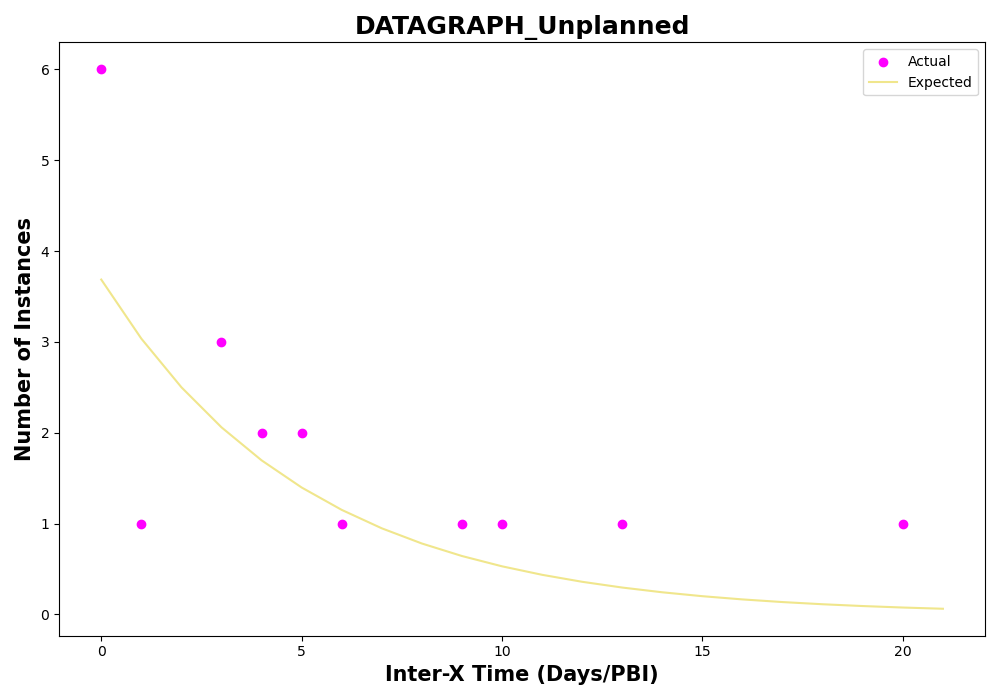 DATAGRAPH_Unplanned
Actual
Expected
Number of Instances
6
5
4
3
2
1
0
0 5 10 15 20
Inter-X Time (Days/PBI)